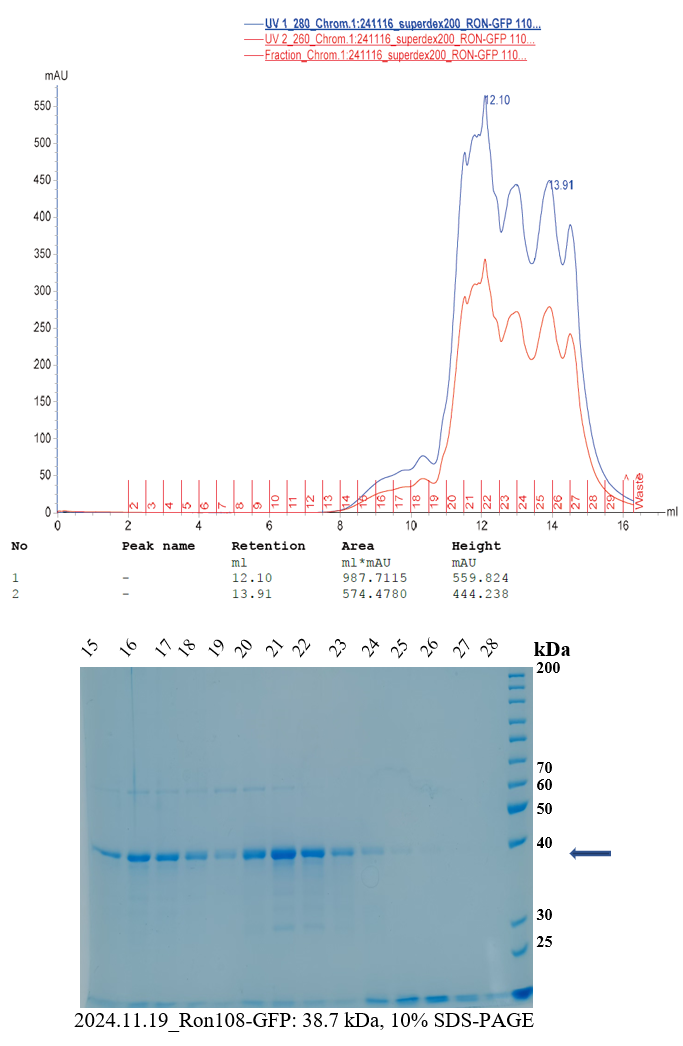 UV 1_280_Chrom.1:241116_superdex200_RON-GFP 110...
UV 2_260_Chrom.1:241116_superdex200_RON-GFP 110...
Fraction_Chrom.1:241116_superdex200_RON-GFP 110...
mAU
550
500
450
400
350
300
250
200
150
100
50
0
12.10
13.91
2 3 4 5 6 7 8 9 10 11 12 13 14 16 17 18 19 20 21 22 23 24 25 26 27 28 29 Waste
0 2 4 6 8 10 12 14 16 ml
No Peak name Retention Area Height
ml ml*mAU mAU
1 - 12.10 987.7115 559.824
2 - 13.91 574.4780 444.238
15 16 17 18 19 20 21 22 23 24 25 26 27 28 kDa
200
70
60
50
40
30
25
2024.11.19_Ron108-GFP: 38.7 kDa, 10% SDS-PAGE